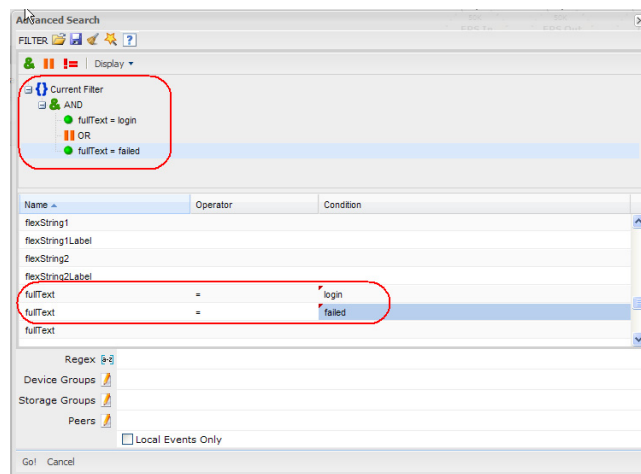 Advanced Search
FILTER
Display
Current Filter
AND
fullText = login
OR
fullText = failed
Name Operator Condition
flexString1
flexString1Label
flexString2
flexString2Label
fullText = login
fullText = failed
fullText
Regex
Device Groups
Storage Groups
Peers
Local Events Only
Go! Cancel